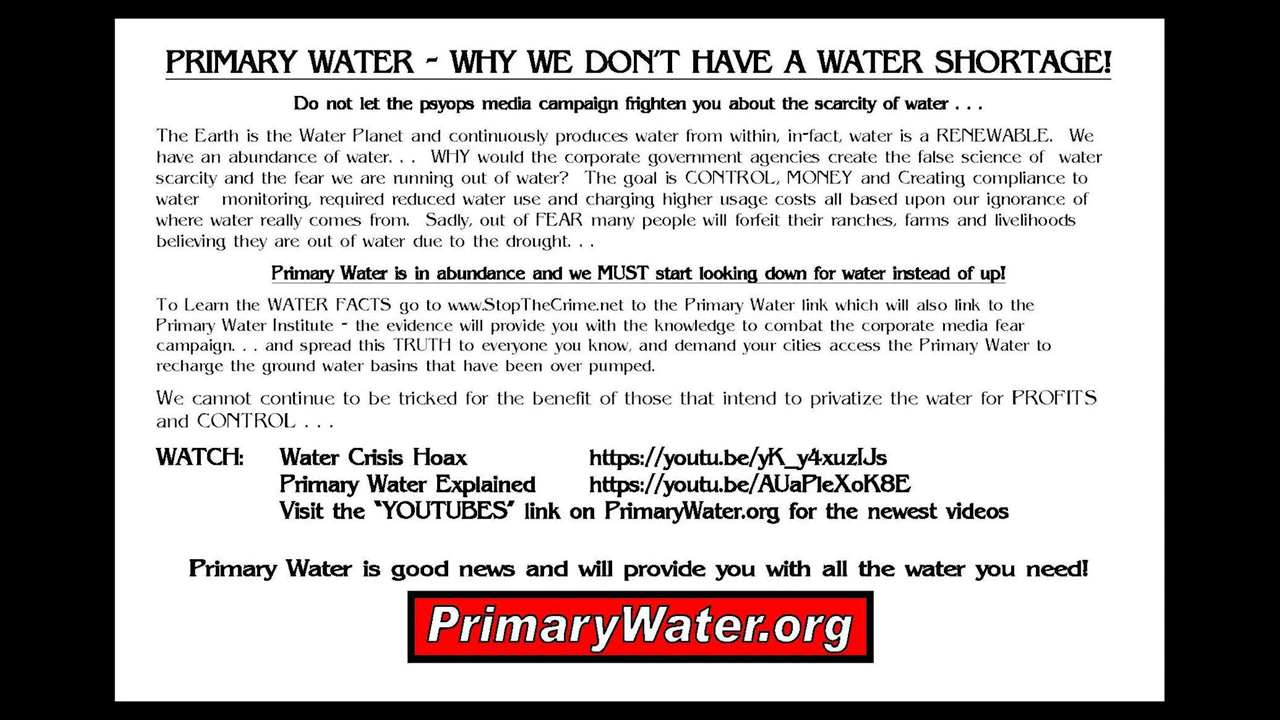 PRIMARY WATER - WHY WE DON'T HAVE A WATER SHORTAGE!
Do not let the psyops media campaign frighten you about the scarcity of water . . .
The Earth is the Water Planet and continuously produces water from within, in-fact, water is a RENEWABLE. We
have an abundance of water. . . WHY would the corporate government agencies create the false science of water
scarcity and the fear we are running out of water? The goal is CONTROL, MONEY and Creating compliance to
water monitoring, required reduced water use and charging higher usage costs all based upon our ignorance of
where water really comes from. Sadly, out of FEAR many people will forfeit their ranches, farms and livelihoods
believing they are out of water due to the drought. . .
Primary Water is in abundance and we MUST start looking down for water instead of up!
To Learn the WATER FACTS go to www.StopTheCrime.net to the Primary Water link which will also link to the
Primary Water Institute - the evidence will provide you with the knowledge to combat the corporate media fear
campaign. . . and spread this TRUTH to everyone you know, and demand your cities access the Primary Water to
recharge the ground water basins that have been over pumped.
We cannot continue to be tricked for the benefit of those that intend to privatize the water for PROFITS
and CONTROL . . .
WATCH: Water Crisis Hoax https://youtu.be/yK_y4xuzIJs
Primary Water Explained https://youtu.be/AUaPleXoK8E
Visit the "YOUTUBES" link on PrimaryWater.org for the newest videos
Primary Water is good news and will provide you with all the water you need!
PrimaryWater.org